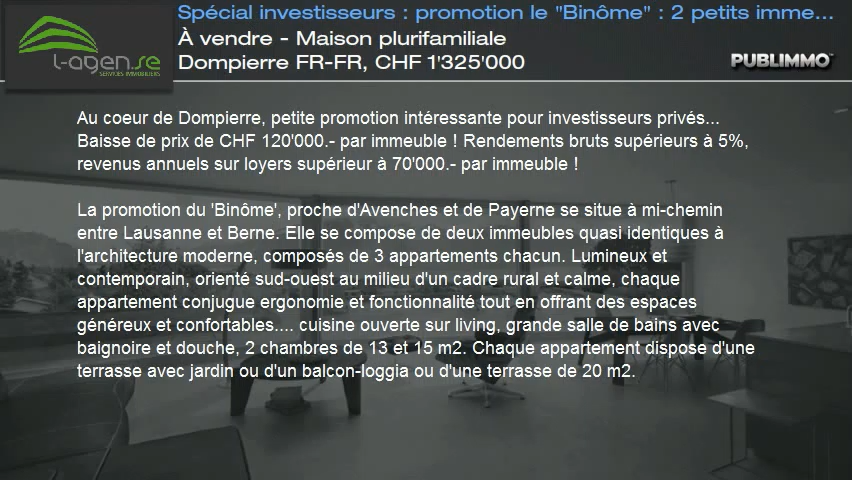 Spécial investisseurs : promotion le "Binôme" : 2 petits imme...
À vendre - Maison plurifamiliale
Dompierre FR-FR, CHF 1'325'000
l-agen.se
SERVICES IMMOBILIERS
PUBLIMMO
Au coeur de Dompierre, petite promotion intéressante pour investisseurs privés...
Baisse de prix de CHF 120'000.- par immeuble ! Rendements bruts supérieurs à 5%,
revenus annuels sur loyers supérieur à 70'000.- par immeuble !
La promotion du 'Binôme', proche d'Avenches et de Payerne se situe à mi-chemin
entre Lausanne et Berne. Elle se compose de deux immeubles quasi identiques à
l'architecture moderne, composés de 3 appartements chacun. Lumineux et
contemporain, orienté sud-ouest au milieu d'un cadre rural et calme, chaque
appartement conjugue ergonomie et fonctionnalité tout en offrant des espaces
généreux et confortables.... cuisine ouverte sur living, grande salle de bains avec
baignoire et douche, 2 chambres de 13 et 15 m2. Chaque appartement dispose d'une
terrasse avec jardin ou d'un balcon-loggia ou d'une terrasse de 20 m2.